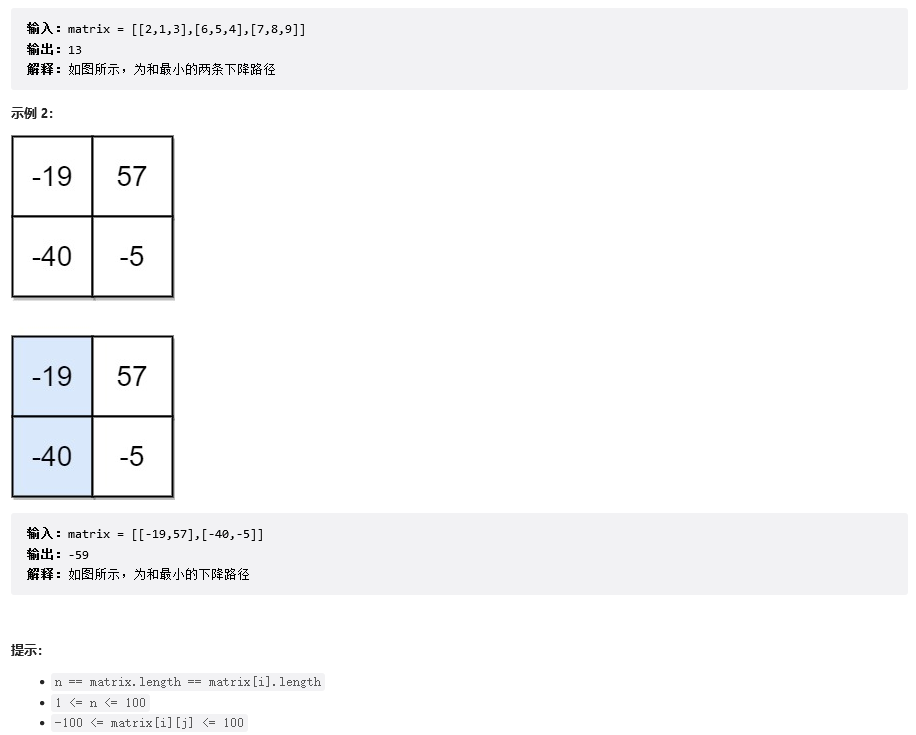 输入：matrix = [[2,1,3],[6,5,4],[7,8,9]]
输出：13
解释：如图所示，为和最小的两条下降路径
示例 2：
-19 57
-40 -5
-19 57
-40 -5
输入：matrix = [[-19,57],[-40,-5]]
输出：-59
解释：如图所示，为和最小的下降路径
提示：
n == matrix.length == matrix[i].length
1 <= n <= 100
-100 <= matrix[i][j] <= 100